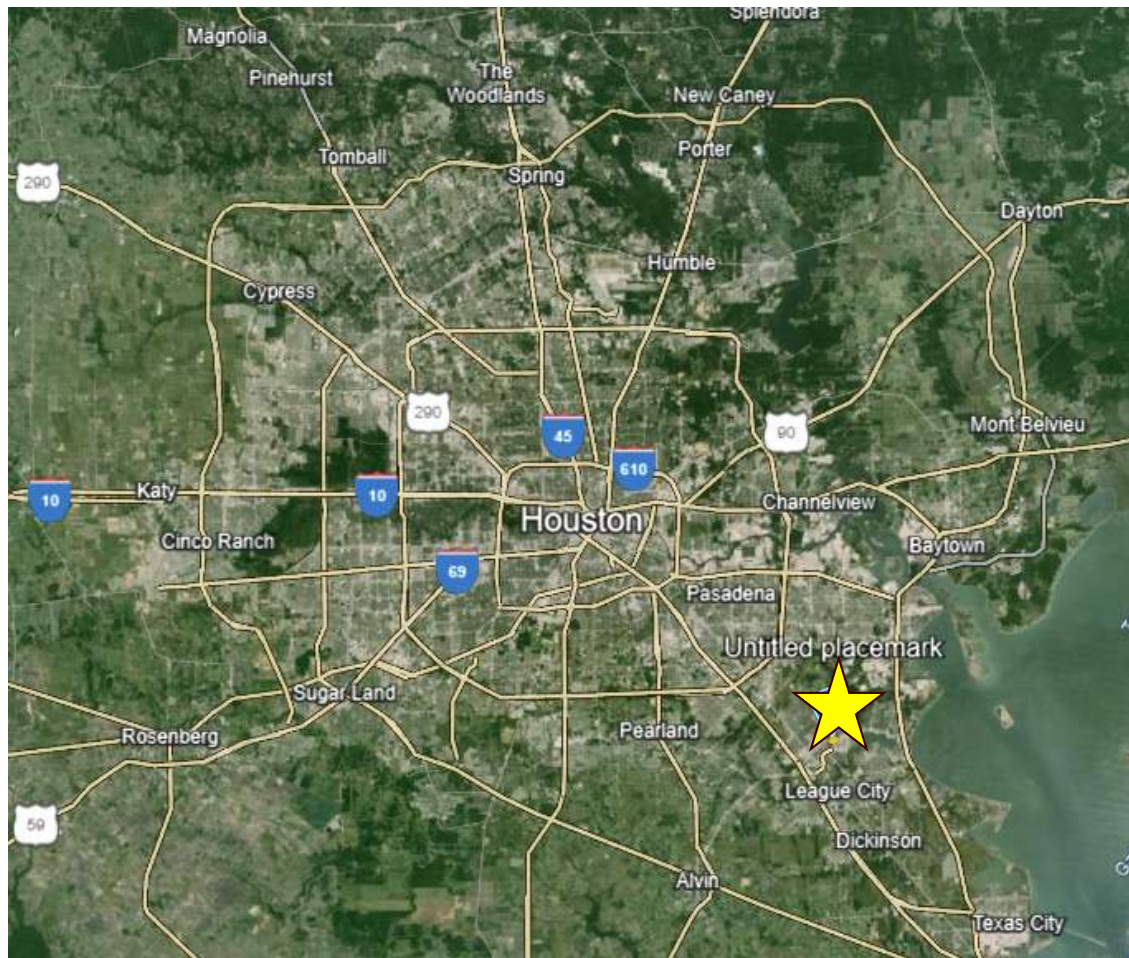 Splendora
Magnolia
Pinehurst
The
Woodlands
New Caney
Porter
Tomball
Spring
290
Dayton
Humble
Cypress
290
45
90
Mont Belvieu
610
10
Katy
10
Channelview
Houston
Cinco Ranch
Baytown
69
Pasadena
Untitled placemark
Sugar Land
Pearland
Rosenberg
League City
59
Dickinson
Alvin
Texas City